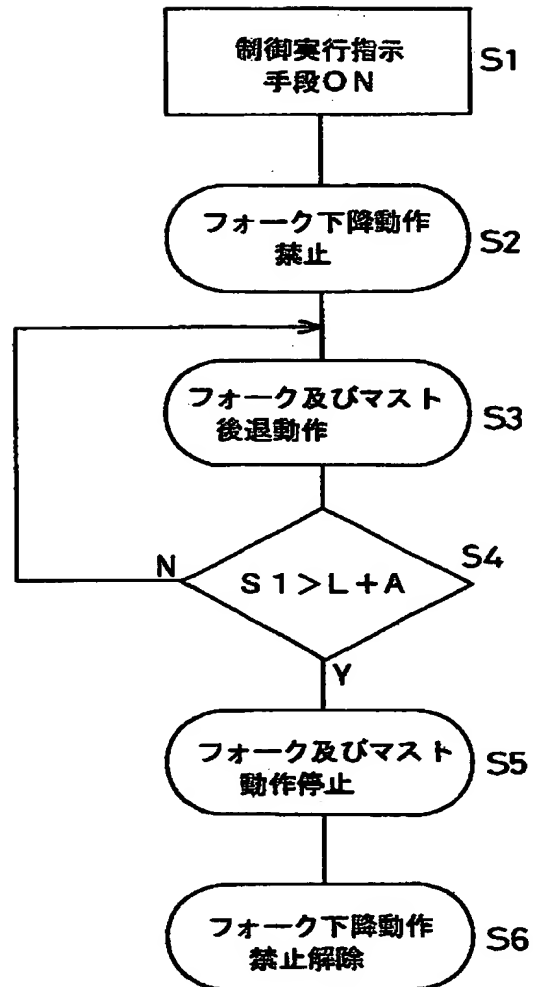 制御実行指示
手段ON
S1
フォーク下降動作
禁止
S2
フォーク及びマスト
後退動作
S3
S4
N
S1>L+A
Y
フォーク及びマスト
動作停止
S5
フォーク下降動作
禁止解除
S6